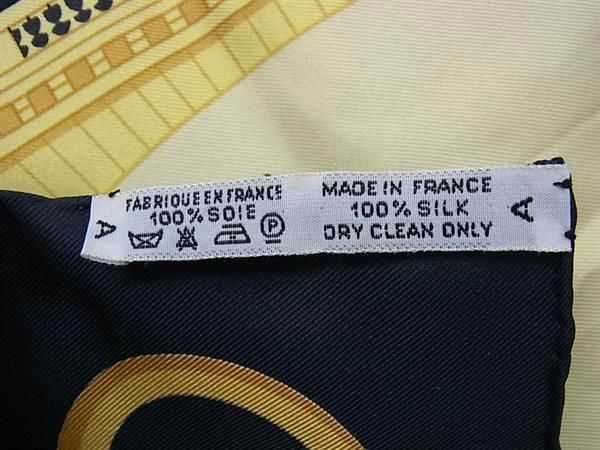 A
FABRIQUE EN FRANCE
100% SOIE
P
MADE IN FRANCE
100% SILK
DRY CLEAN ONLY
A